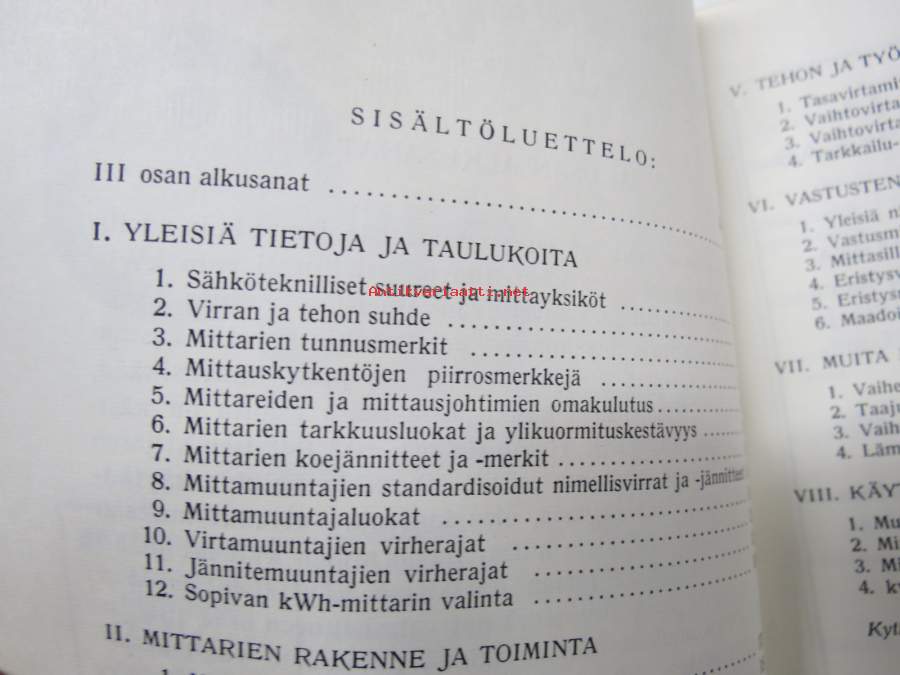 SISÄLTÖLUETTELO:
III osan alkusanat
I. YLEISIÄ TIETOJA JA TAULUKOITA
1. Sähköteknilliset suureet ja mittayksiköt
2. Virran ja tehon suhde
3. Mittarien tunnusmerkit
4. Mittauskytkentöjen piirrosmerkkejä
5. Mittareiden ja mittausjohtimien omakulutus
6. Mittarien tarkkuusluokat ja ylikuormituskestävyys
7. Mittarien koejännitteet ja -merkit
8. Mittamuuntajien standardisoidut nimellisvirrat ja -jännitteet
9. Mittamuuntajaluokat
10. Virtamuuntajien virherajat
11. Jännitemuuntajien virherajat
12. Sopivan kWh-mittarin valinta
II. MITTARIEN RAKENNE JA TOIMINTA
V. TEHON JA TYÖ
1. Tasavirtami
2. Vaihtovirta
3. Vaihtovirta
4. Tarkkailu-
VI. VASTUSTEN
1. Yleisiä n
2. Vastusm
3. Mittasill
4. Eristysv
5. Eristysm
6. Maadoi
VII. MUITA
1. Vaihe
2. Taaju
3. Vaih
4. Läm
VIII. KÄYT
1. Mu
2. Mi
3. Mi
4. k
Kyt
Antikvariaatti.net